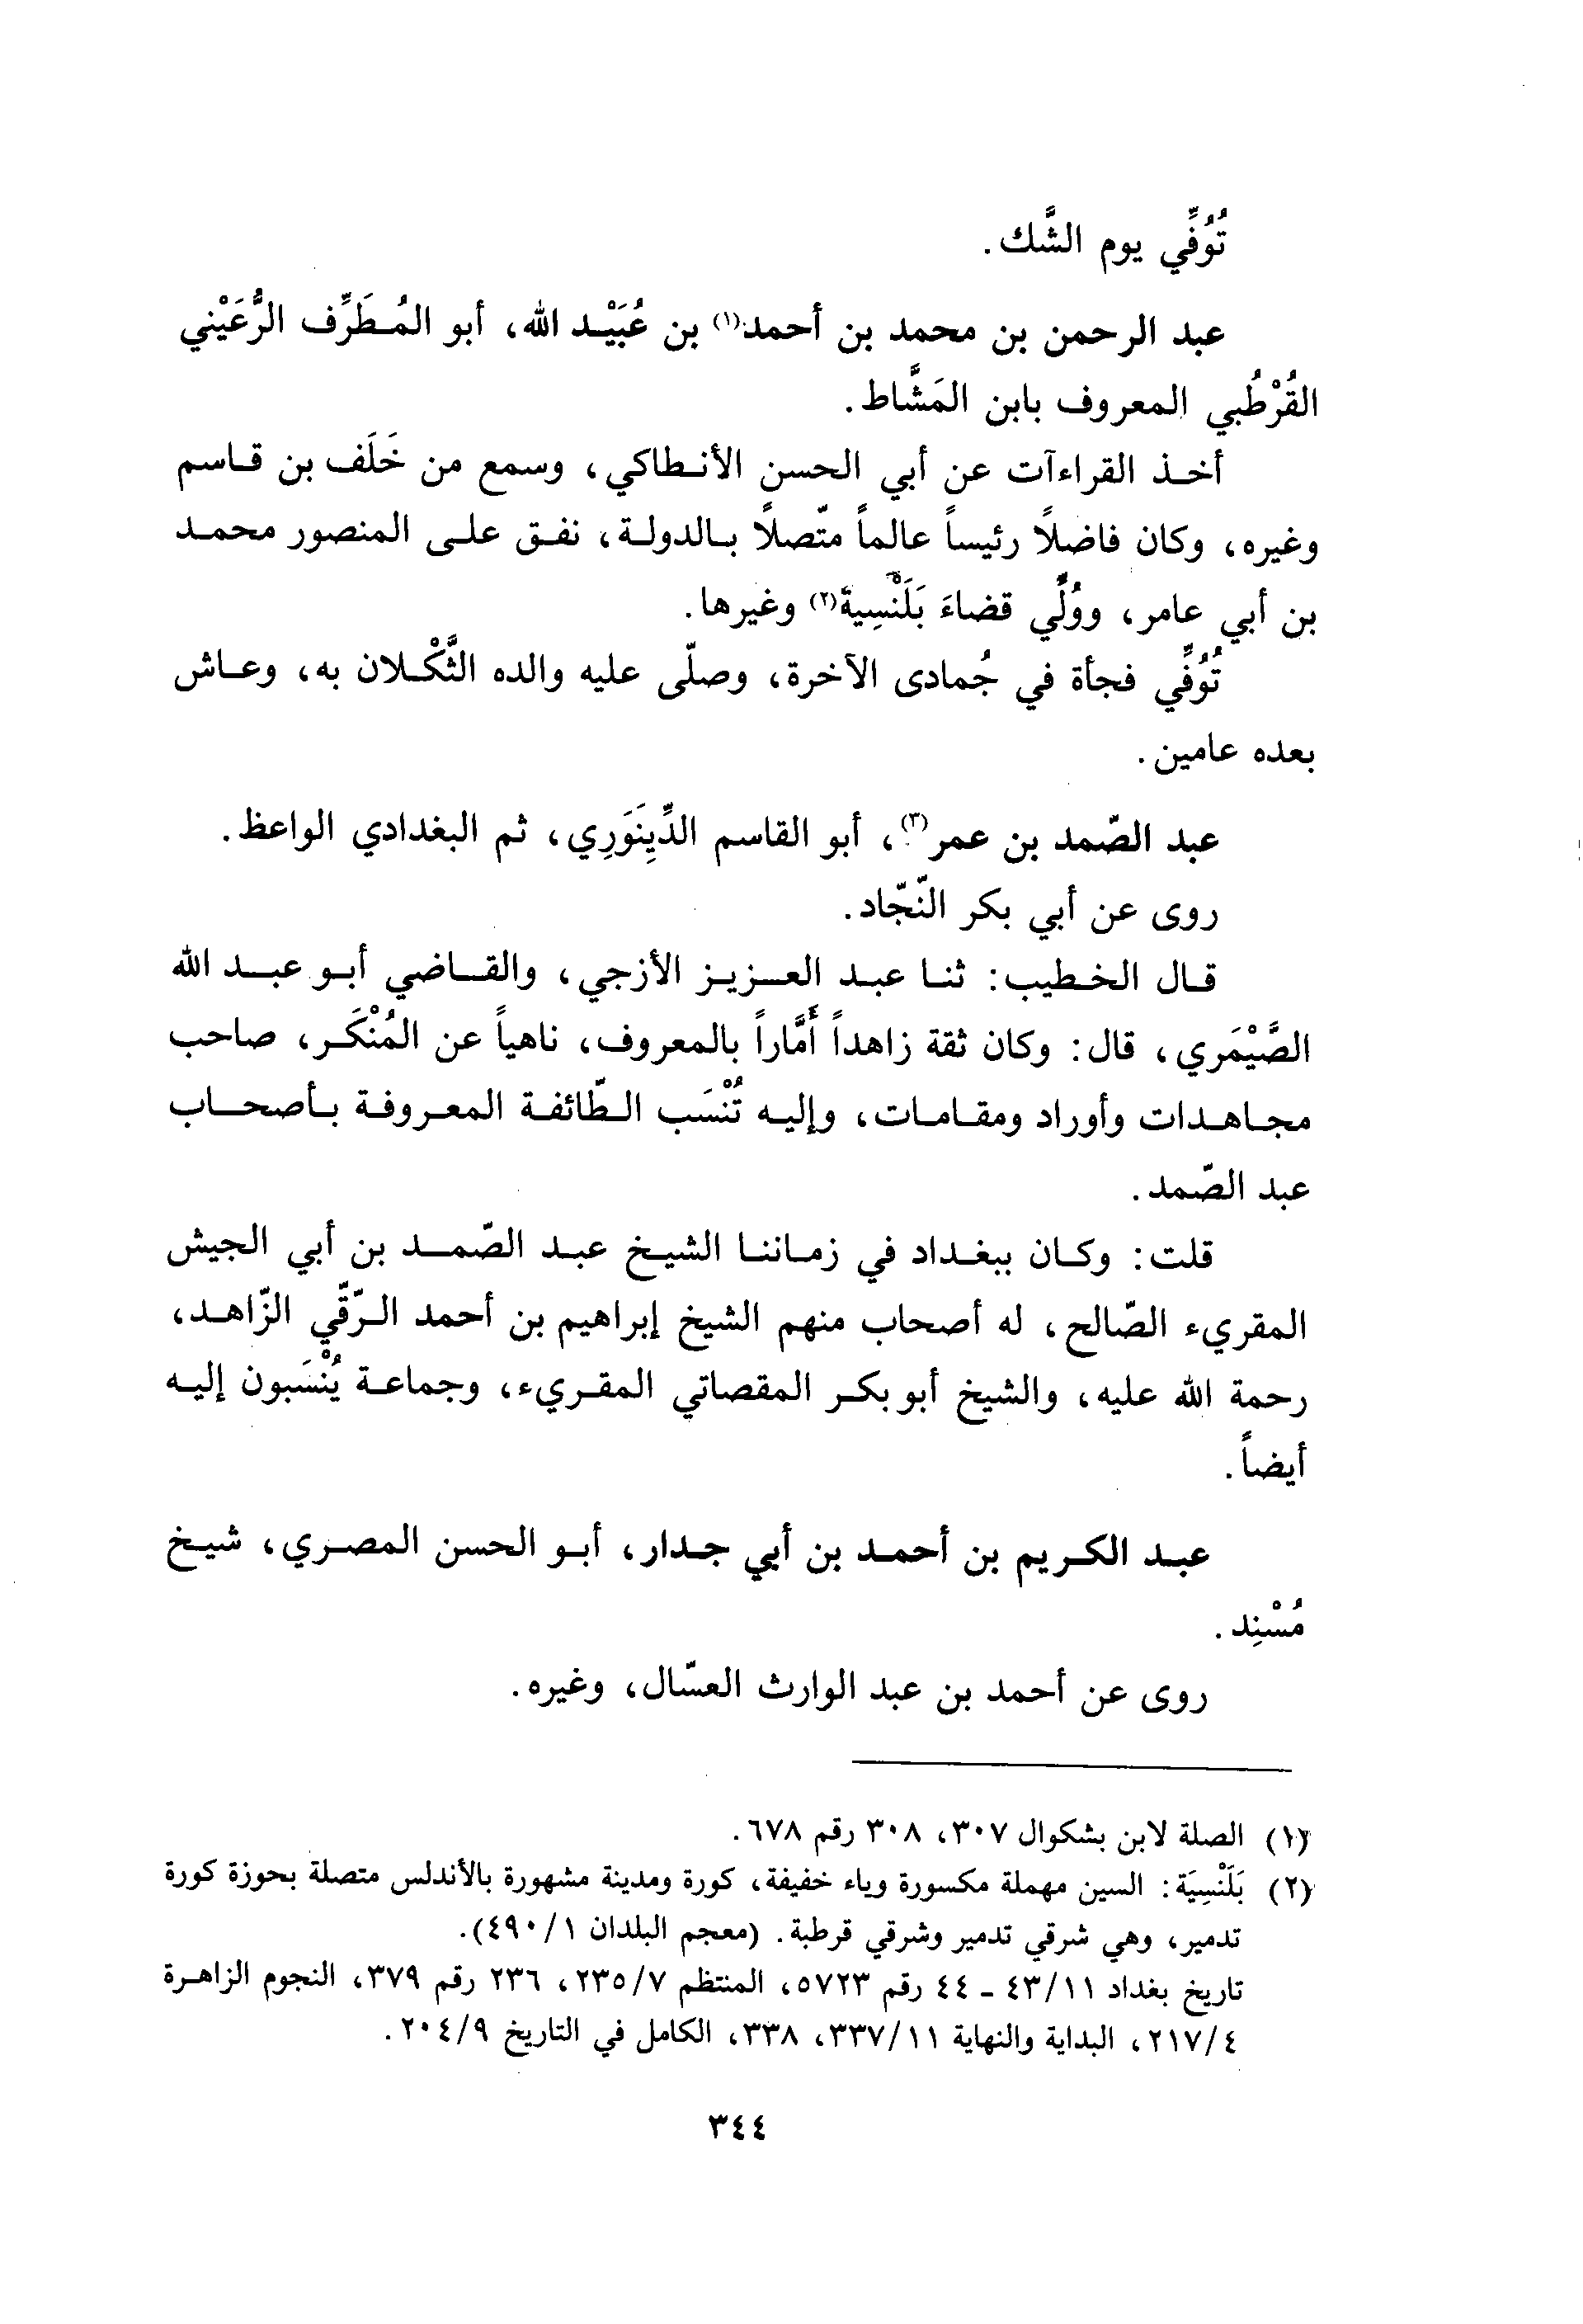 تُوُفِّي يوم الشَّك.
عبد الرحمن بن محمد بن أحمد(١) بن عُبَيْد الله، أبو المُطَرِّف الرُّعَيْني
القُرْطُبي المعروف بابن المَشَّاط.
أخذ القراءآت عن أبي الحسن الأنطاكي، وسمع من خَلَف بن قاسم
وغيره، وكان فاضلاً رئيساً عالماً متّصلاً بالدولة، نفق على المنصور محمد
بن أبي عامر، ووُلِّي قضاءَ بَلَنْسِية(٢) وغيرها.
تُوُفِّي فجأة في جُمادى الآخرة، وصلّى عليه والده الثَّكْلان به، وعاش
بعده عامين.
عبد الصّمد بن عمر(٣)، أبو القاسم الدِّينَوَرِي، ثم البغدادي الواعظ.
روى عن أبي بكر النّجّاد.
قال الخطيب: ثنا عبد العزيز الأزجي، والقاضي أبو عبد الله
الصَّيْمَري، قال: وكان ثقة زاهداً أَمَّاراً بالمعروف، ناهياً عن المُنْكَر، صاحب
مجاهدات وأوراد ومقامات، وإليه تُنْسَب الطّائفة المعروفة بأصحاب
عبد الصّمد.
قلت: وكان ببغداد في زماننا الشيخ عبد الصّمد بن أبي الجيش
المقريء الصّالح، له أصحاب منهم الشيخ إبراهيم بن أحمد الرّقّي الزّاهد،
رحمة الله عليه، والشيخ أبو بكر المقصاتي المقريء، وجماعة يُنْسَبون إليه
أيضاً.
عبد الكريم بن أحمد بن أبي جدار، أبو الحسن المصري، شيخ
مُسْنِد.
روى عن أحمد بن عبد الوارث العسّال، وغيره.
(١) الصلة لابن بشكوال ٣٠٧، ٣٠٨ رقم ٦٧٨.
(٢) بَلَنْسِيَة: السين مهملة مكسورة وياء خفيفة، كورة ومدينة مشهورة بالأندلس متصلة بحوزة كورة
تدمير، وهي شرقي تدمير وشرقي قرطبة. (معجم البلدان ١/٤٩٠).
تاريخ بغداد ١١/٤٣ - ٤٤ رقم ٥٧٢٣، المنتظم ٧/٢٣٥، ٢٣٦ رقم ٣٧٩، النجوم الزاهرة
٤/٢١٧، البداية والنهاية ١١/٣٣٧، ٣٣٨، الكامل في التاريخ ٩/٢٠٤.
٣٤٤